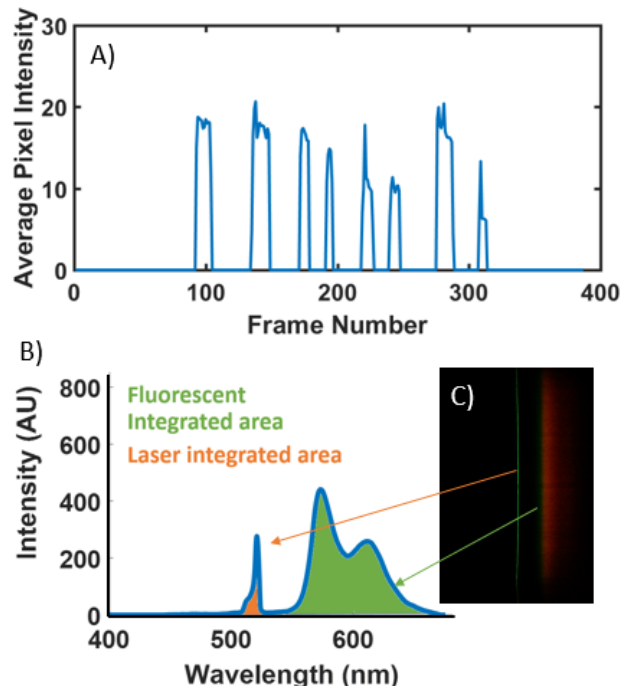 A)
Average Pixel Intensity
30
20
10
0
0 100 200 300 400
Frame Number
B)
Intensity (AU)
800
600
400
200
0
Fluorescent
Integrated area
Laser integrated area
C)
400 500 600
Wavelength (nm)